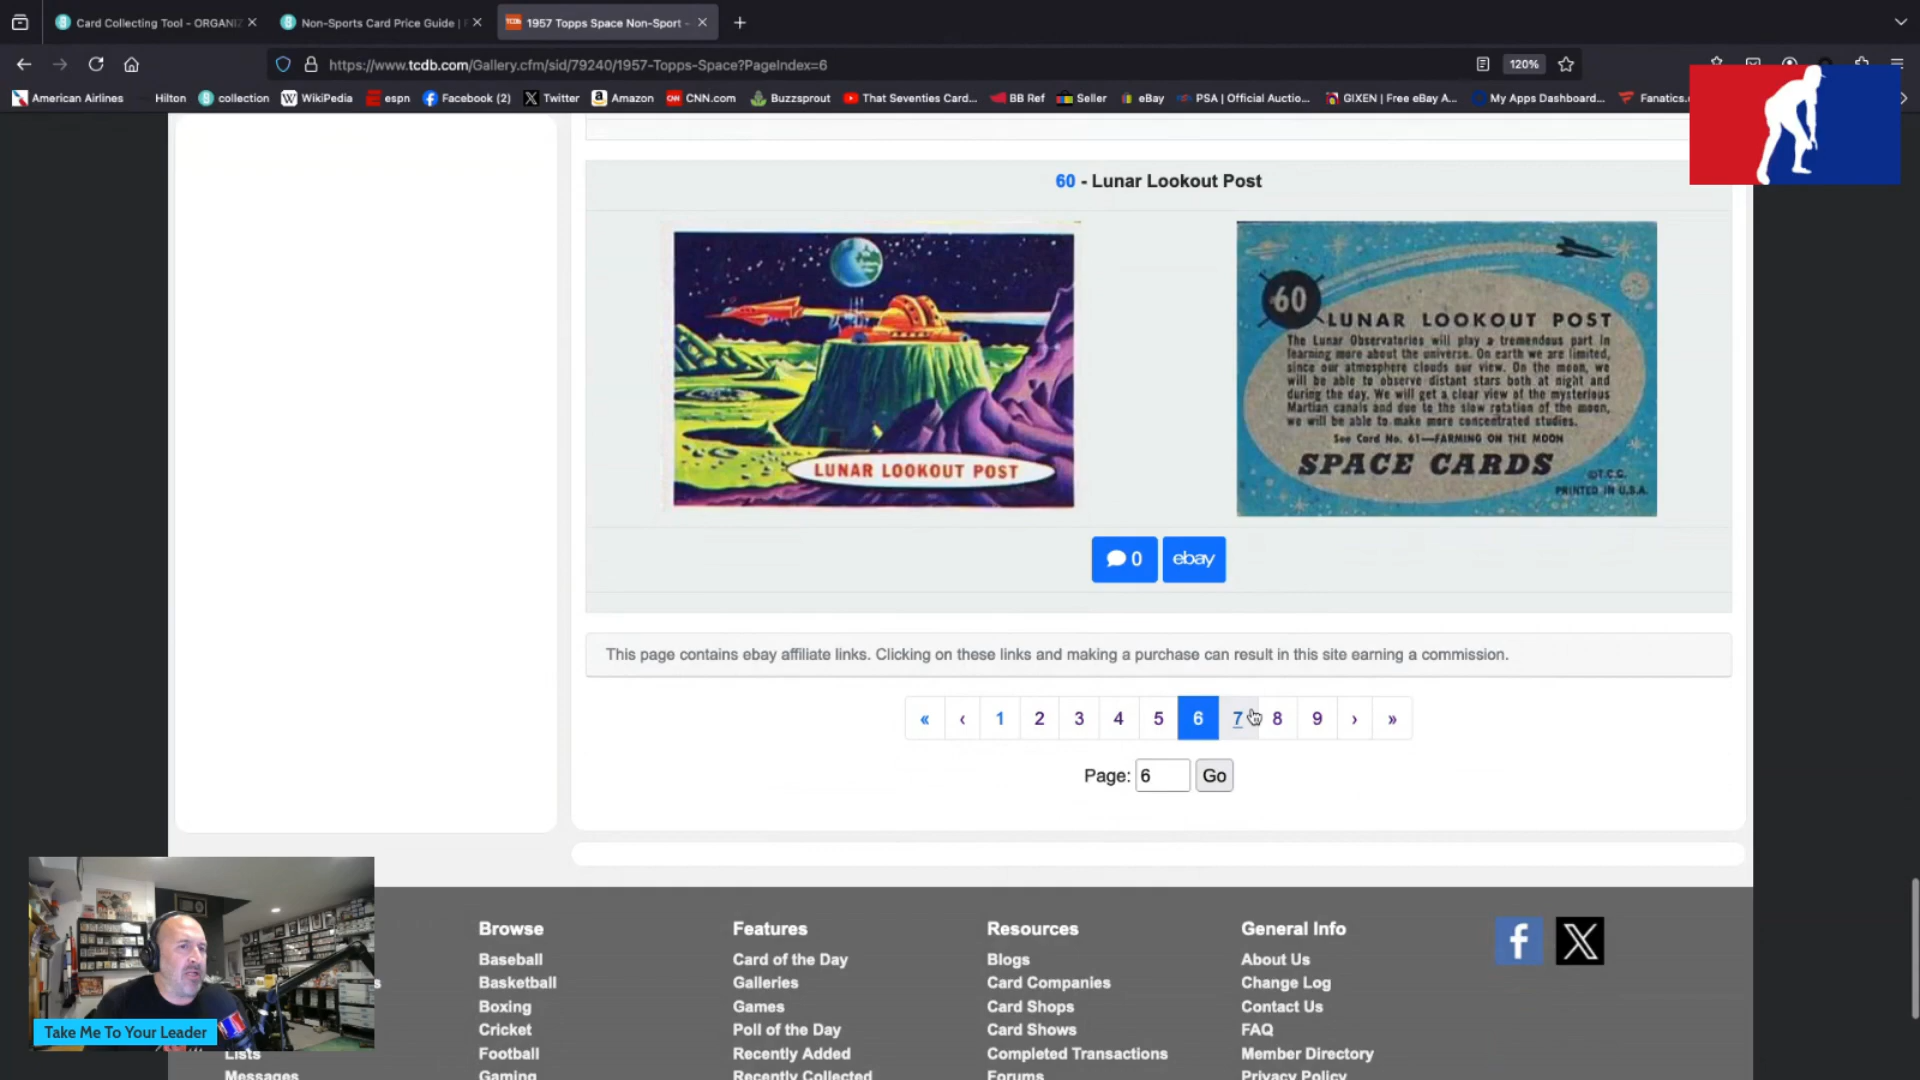 Card Collecting Tool - ORGANIZ
Non-Sports Card Price Guide |
TCDb 1957 Topps Space Non-Sport -
https://www.tcdb.com/Gallery.cfm/sid/79240/1957-Topps-Space?PageIndex=6
120%
American Airlines
Hilton
collection
WikiPedia
espn
Facebook (2)
Twitter
Amazon
CNN.com
Buzzsprout
That Seventies Card...
BB Ref
Seller
eBay
PSA | Official Auctio...
GIXEN | Free eBay A...
My Apps Dashboard...
Fanatics.
60 - Lunar Lookout Post
LUNAR LOOKOUT POST
60
LUNAR LOOKOUT POST
The Lunar Observatories will play a tremendous part in
learning more about the universe. On earth we are limited,
since our atmosphere clouds our view. On the moon, we
will be able to observe distant stars both at night and
during the day. We will get a clear view of the mysterious
Martian canals and due to the slow rotation of the moon,
we will be able to make more concentrated studies.
See Card No. 61—FARMING ON THE MOON
SPACE CARDS
©T.C.G.
PRINTED IN U.S.A.
0
ebay
This page contains ebay affiliate links. Clicking on these links and making a purchase can result in this site earning a commission.
« ‹ 1 2 3 4 5 6 7 8 9 › »
Page: 6 Go
Browse
Baseball
Basketball
Boxing
Cricket
Football
Gaming
Features
Card of the Day
Galleries
Games
Poll of the Day
Recently Added
Recently Collected
Resources
Blogs
Card Companies
Card Shops
Card Shows
Completed Transactions
Forums
General Info
About Us
Change Log
Contact Us
FAQ
Member Directory
Privacy Policy
Take Me To Your Leader
Lists
Messages